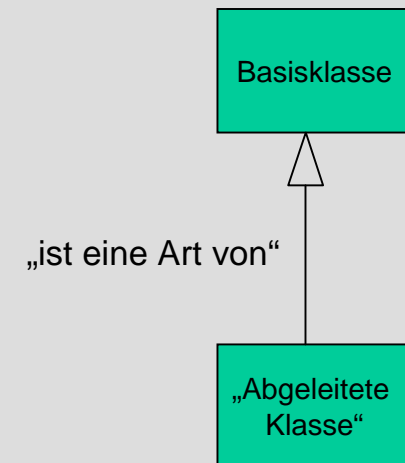 Basisklasse
„ist eine Art von“
„Abgeleitete
Klasse“